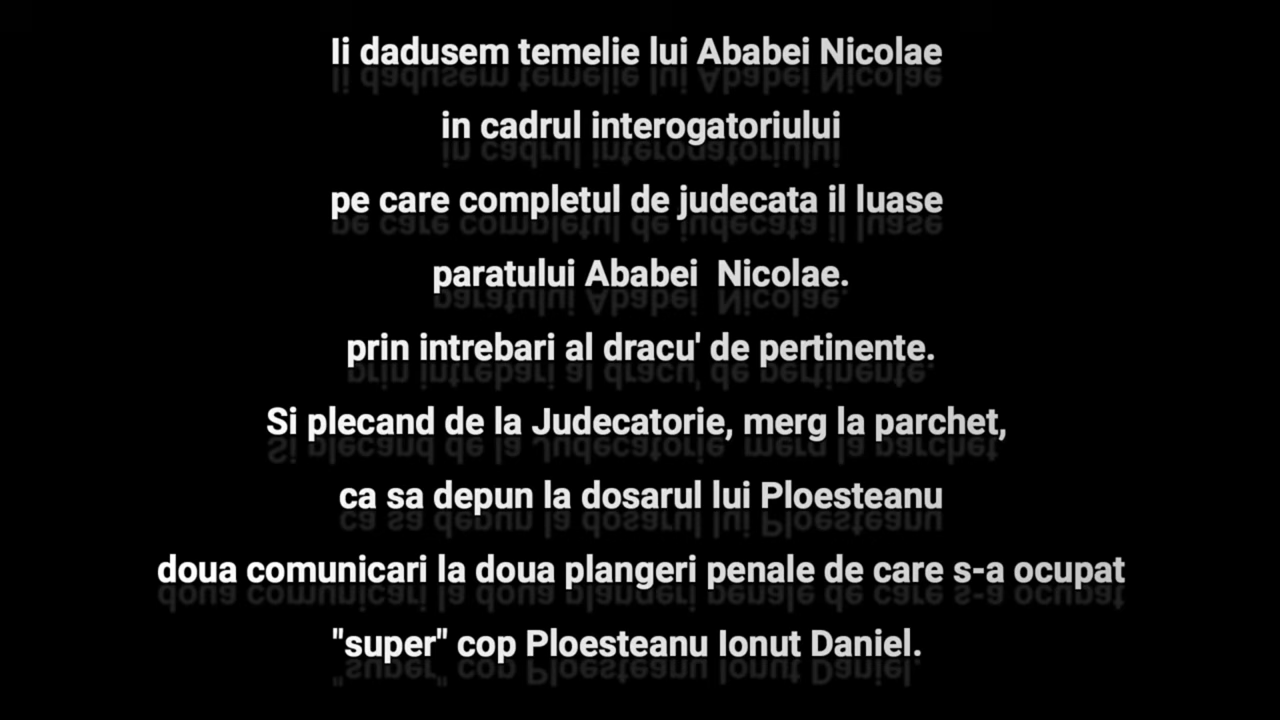 Ii dadusem temelie lui Ababei Nicolae
in cadrul interogatoriului
pe care completul de judecata il luase
paratului Ababei  Nicolae.
prin intrebari al dracu' de pertinente.
Si plecand de la Judecatorie, merg la parchet,
ca sa depun la dosarul lui Ploesteanu
doua comunicari la doua plangeri penale de care s-a ocupat
"super" cop Ploesteanu Ionut Daniel.